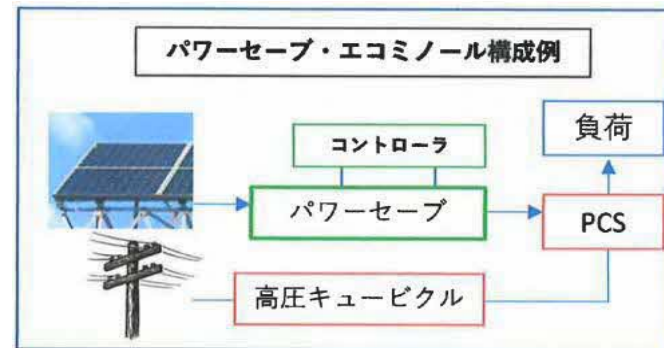 パワーセーブ・エコミノール構成例
負荷
コントローラ
パワーセーブ
PCS
高圧キュービクル